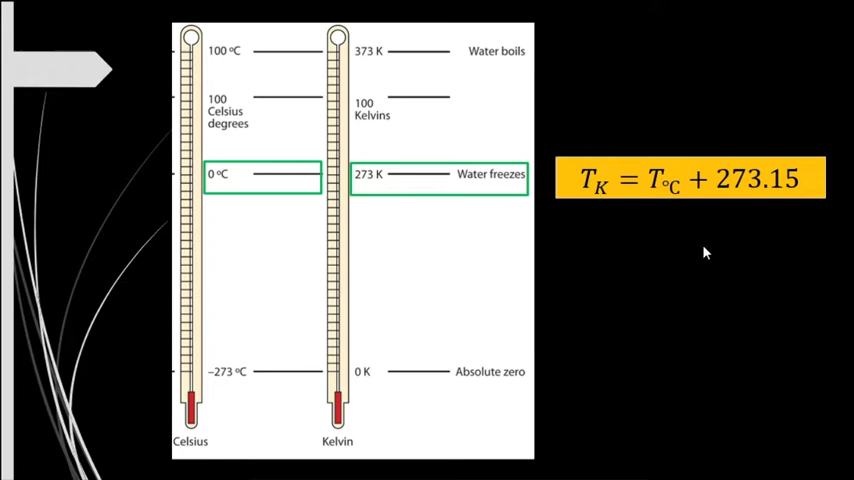 100 ºC
373 K
Water boils
100
Celsius
degrees
100
Kelvins
0 ºC
273 K
Water freezes
T_K = T_°C + 273.15
–273 ºC
0 K
Absolute zero
Celsius
Kelvin